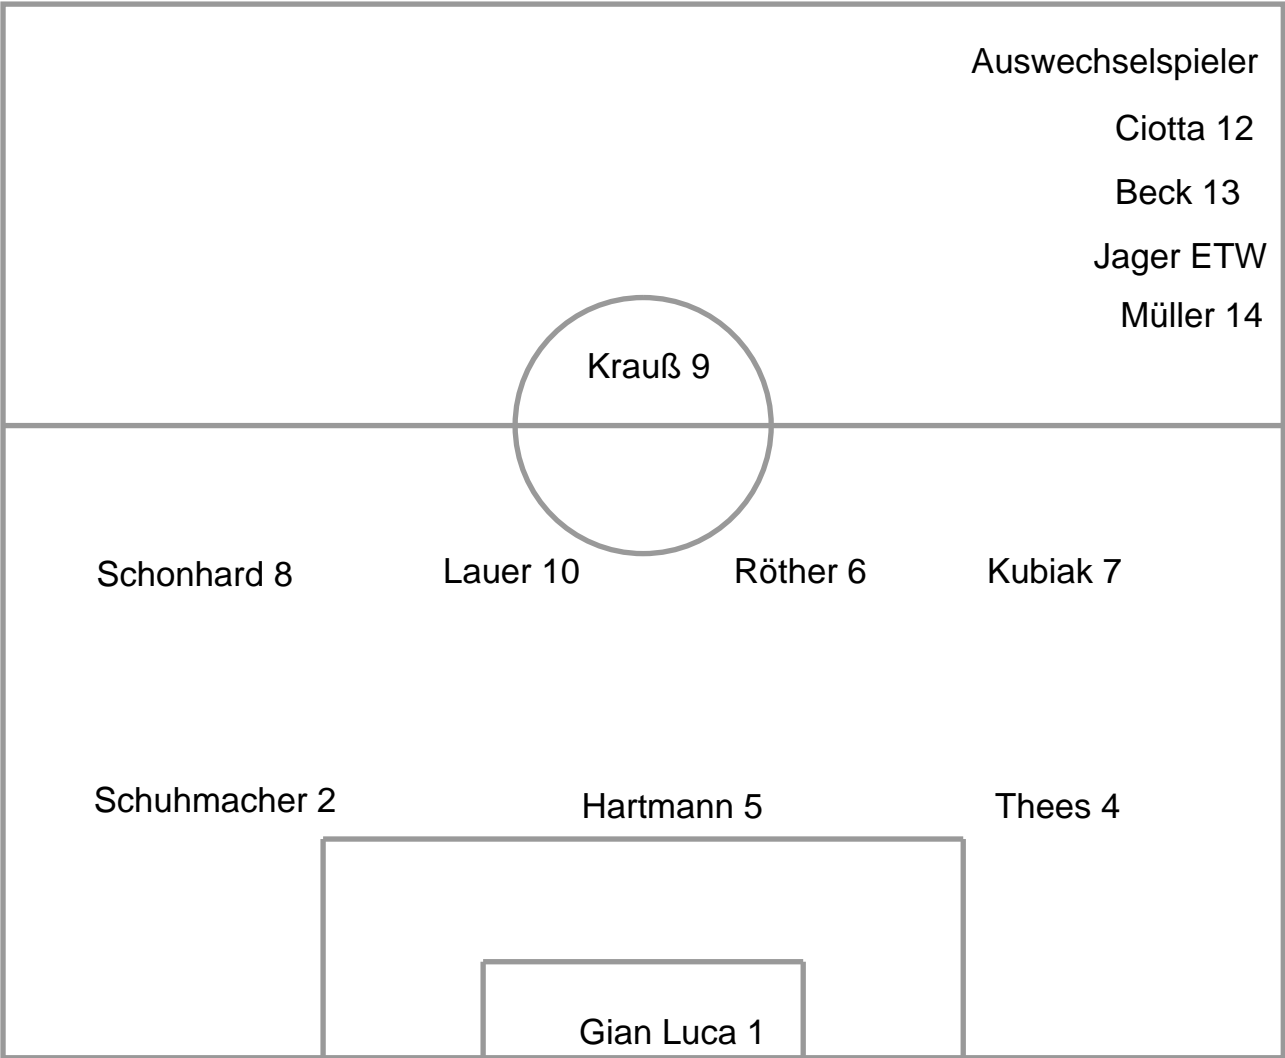 Auswechselspieler
Ciotta 12
Beck 13
Jager ETW
Müller 14
Krauß 9
Schonhard 8 Lauer 10 Röther 6 Kubiak 7
Schuhmacher 2 Hartmann 5 Thees 4
Gian Luca 1